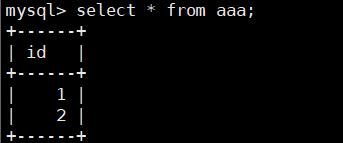 mysql> select * from aaa;
+------+
| id   |
+------+
|    1 |
|    2 |
+------+